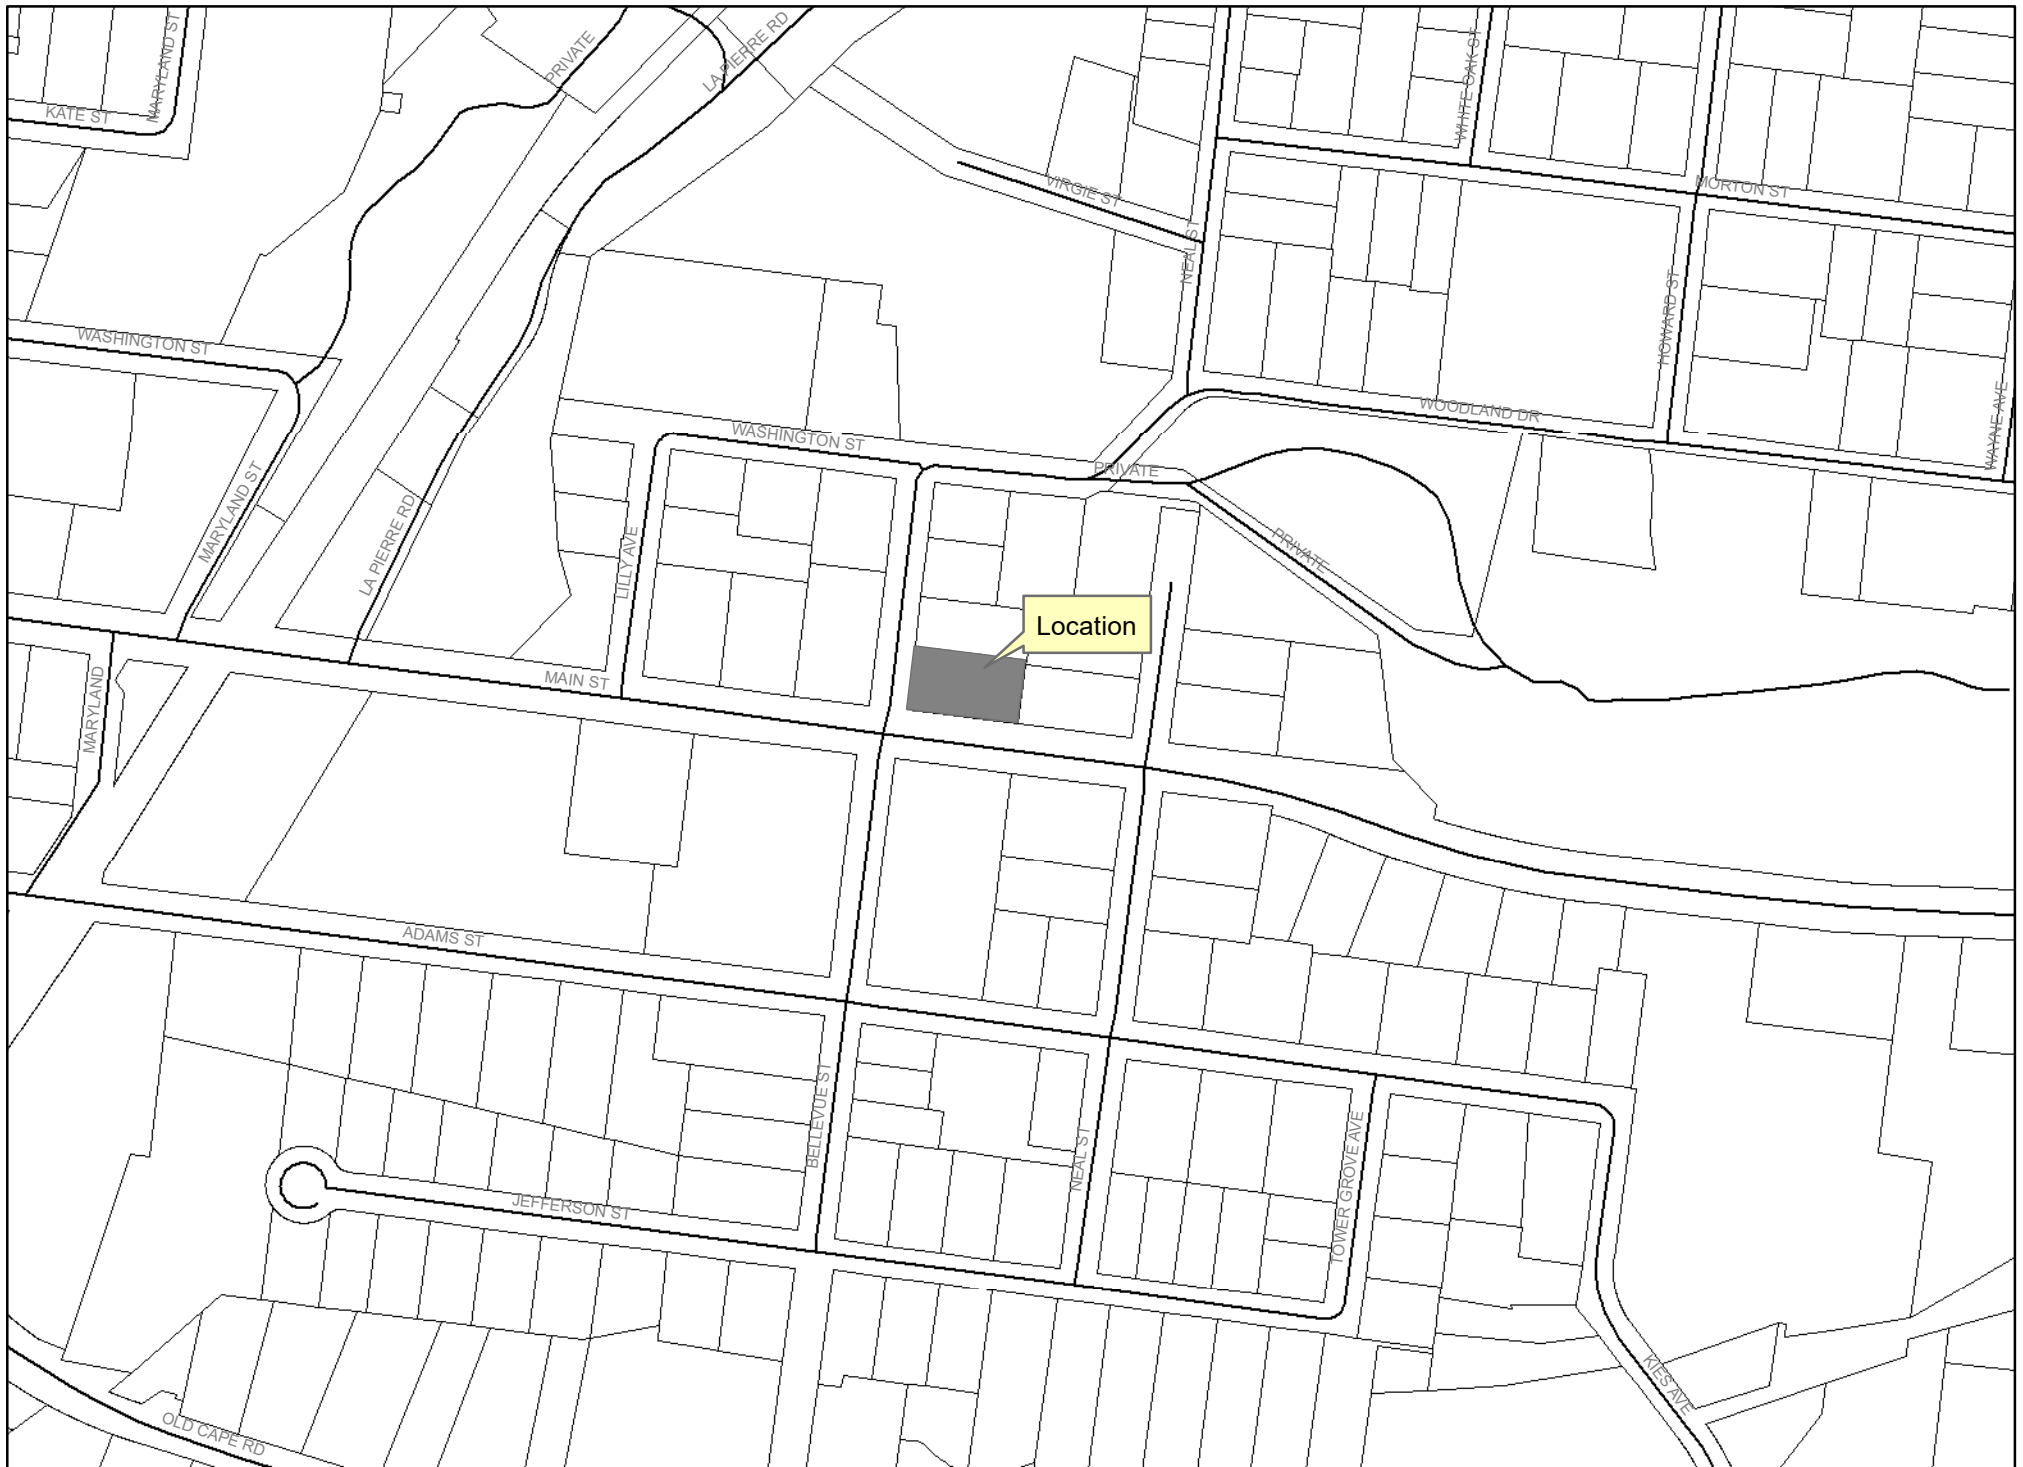 MARYLAND ST
PRIVATE
LA PIERRE RD
WHITE OAK ST
KATE ST
VIRGIE ST
MORTON ST
NEAL ST
HOWARD ST
WASHINGTON ST
WOODLAND DR
WAYNE AVE
WASHINGTON ST
PRIVATE
MARYLAND ST
LA PIERRE RD
LILLY AVE
PRIVATE
Location
MAIN ST
MARYLAND
ADAMS ST
BELLEVUE ST
NEAL ST
TOWER GROVE AVE
JEFFERSON ST
KIES AVE
OLD CAPE RD